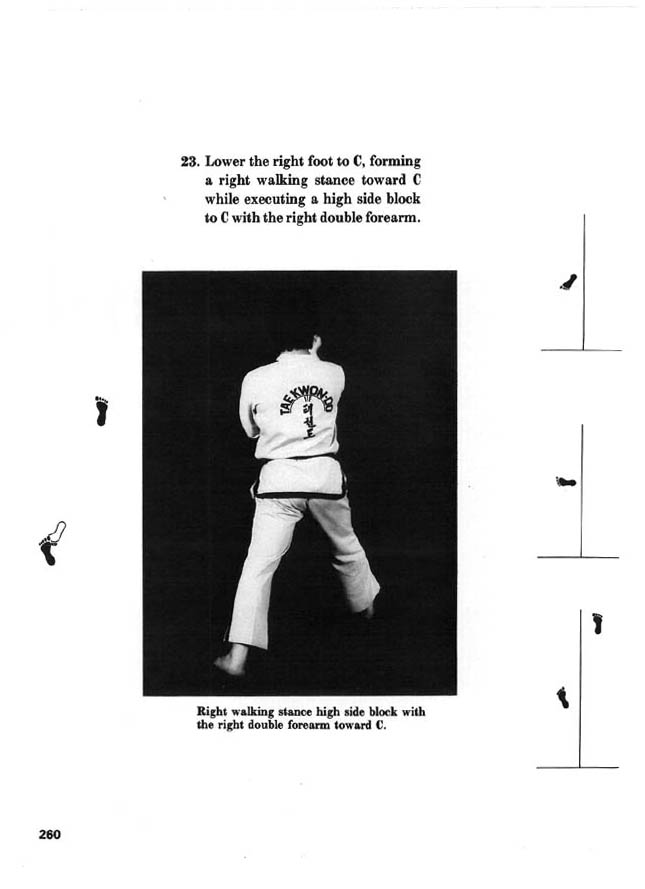 23. Lower the right foot to C, forming
a right walking stance toward C
while executing a high side block
to C with the right double forearm.
TAEKWON-DO
태권도
Right walking stance high side block with
the right double forearm toward C.
260